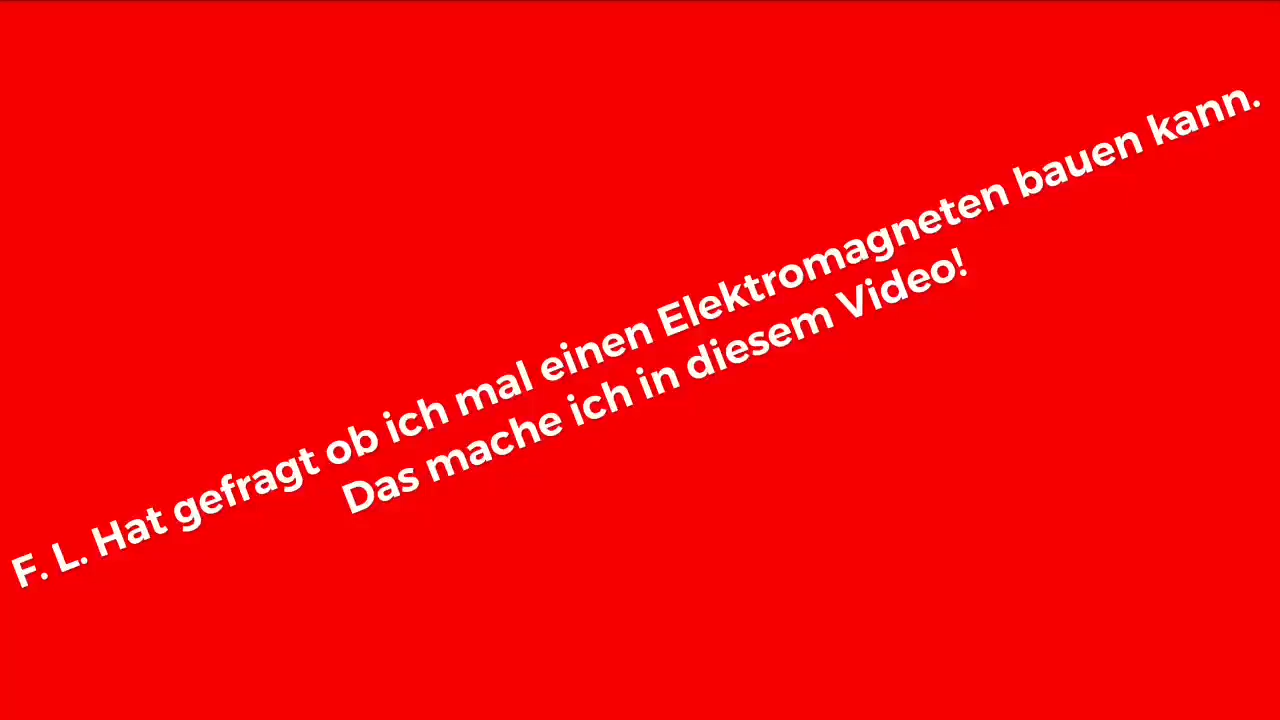 F. L. Hat gefragt ob ich mal einen Elektromagneten bauen kann.
Das mache ich in diesem Video!